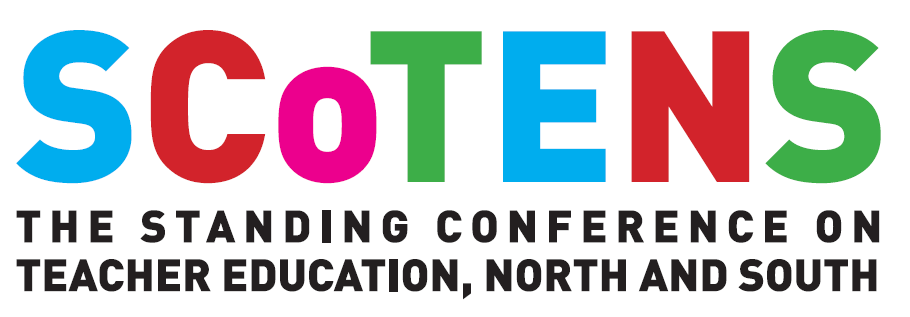 SCoTENS
THE STANDING CONFERENCE ON
TEACHER EDUCATION, NORTH AND SOUTH